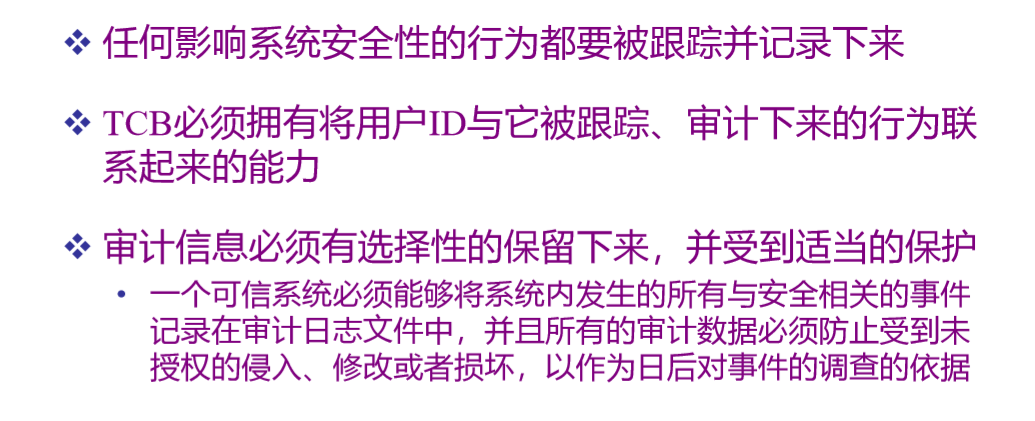 ❖ 任何影响系统安全性的行为都要被跟踪并记录下来
❖ TCB必须拥有将用户ID与它被跟踪、审计下来的行为联
系起来的能力
❖ 审计信息必须有选择性的保留下来，并受到适当的保护
• 一个可信系统必须能够将系统内发生的所有与安全相关的事件
记录在审计日志文件中，并且所有的审计数据必须防止受到未
授权的侵入、修改或者损坏，以作为日后对事件的调查的依据